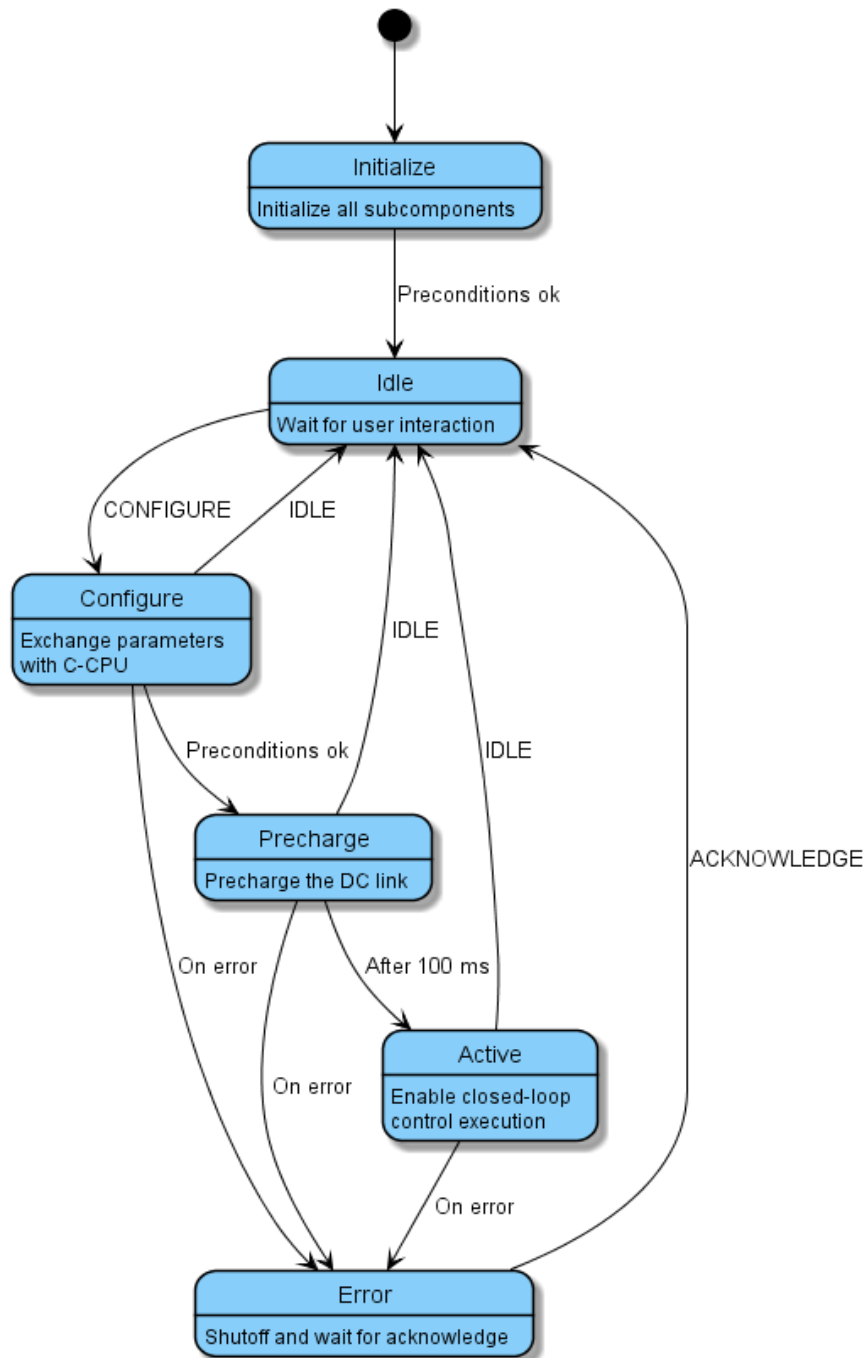 Initialize
Initialize all subcomponents
Preconditions ok
Idle
Wait for user interaction
CONFIGURE
IDLE
Configure
Exchange parameters
with C-CPU
IDLE
Preconditions ok
IDLE
Precharge
Precharge the DC link
ACKNOWLEDGE
On error
After 100 ms
Active
Enable closed-loop
control execution
On error
On error
Error
Shutoff and wait for acknowledge